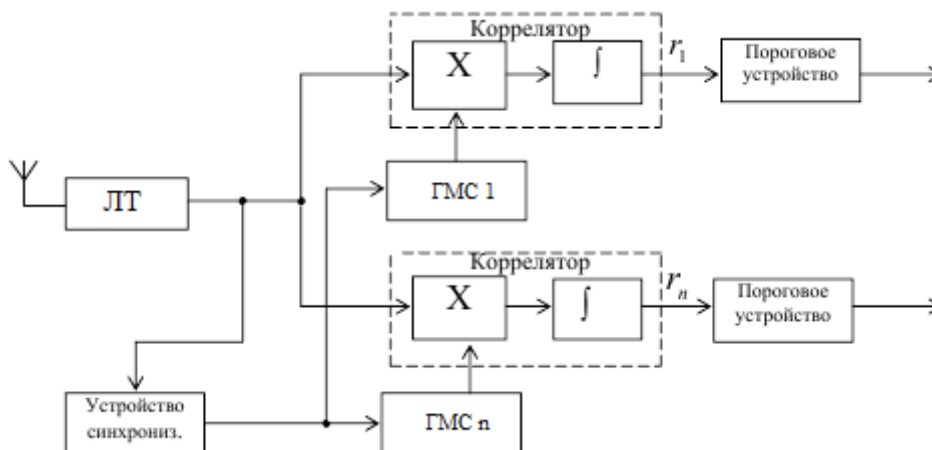 Коррелятор
X
∫
r₁
Пороговое
устройство
ЛТ
ГМС 1
Коррелятор
X
∫
rₙ
Пороговое
устройство
Устройство
синхрониз.
ГМС n